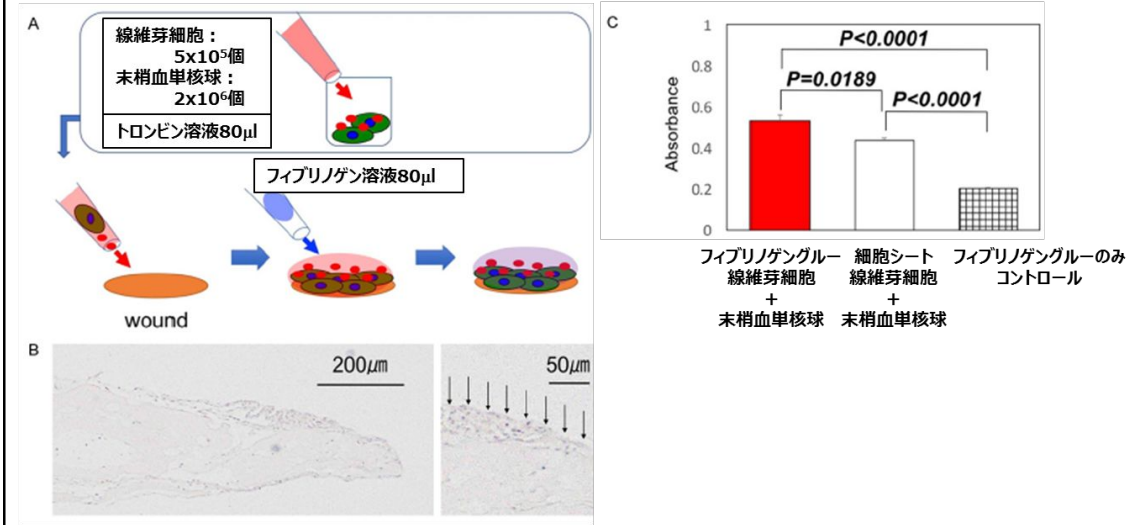 A
線維芽細胞：
5x10⁵個
末梢血単核球：
2x10⁶個
トロンビン溶液80μl
フィブリノゲン溶液80μl
wound
B
200㎛
50㎛
C
Absorbance
1
0.8
0.6
0.4
0.2
0
P<0.0001
P=0.0189
P<0.0001
フィブリノゲングルー
線維芽細胞
+
末梢血単核球
細胞シート
線維芽細胞
+
末梢血単核球
フィブリノゲングルーのみ
コントロール